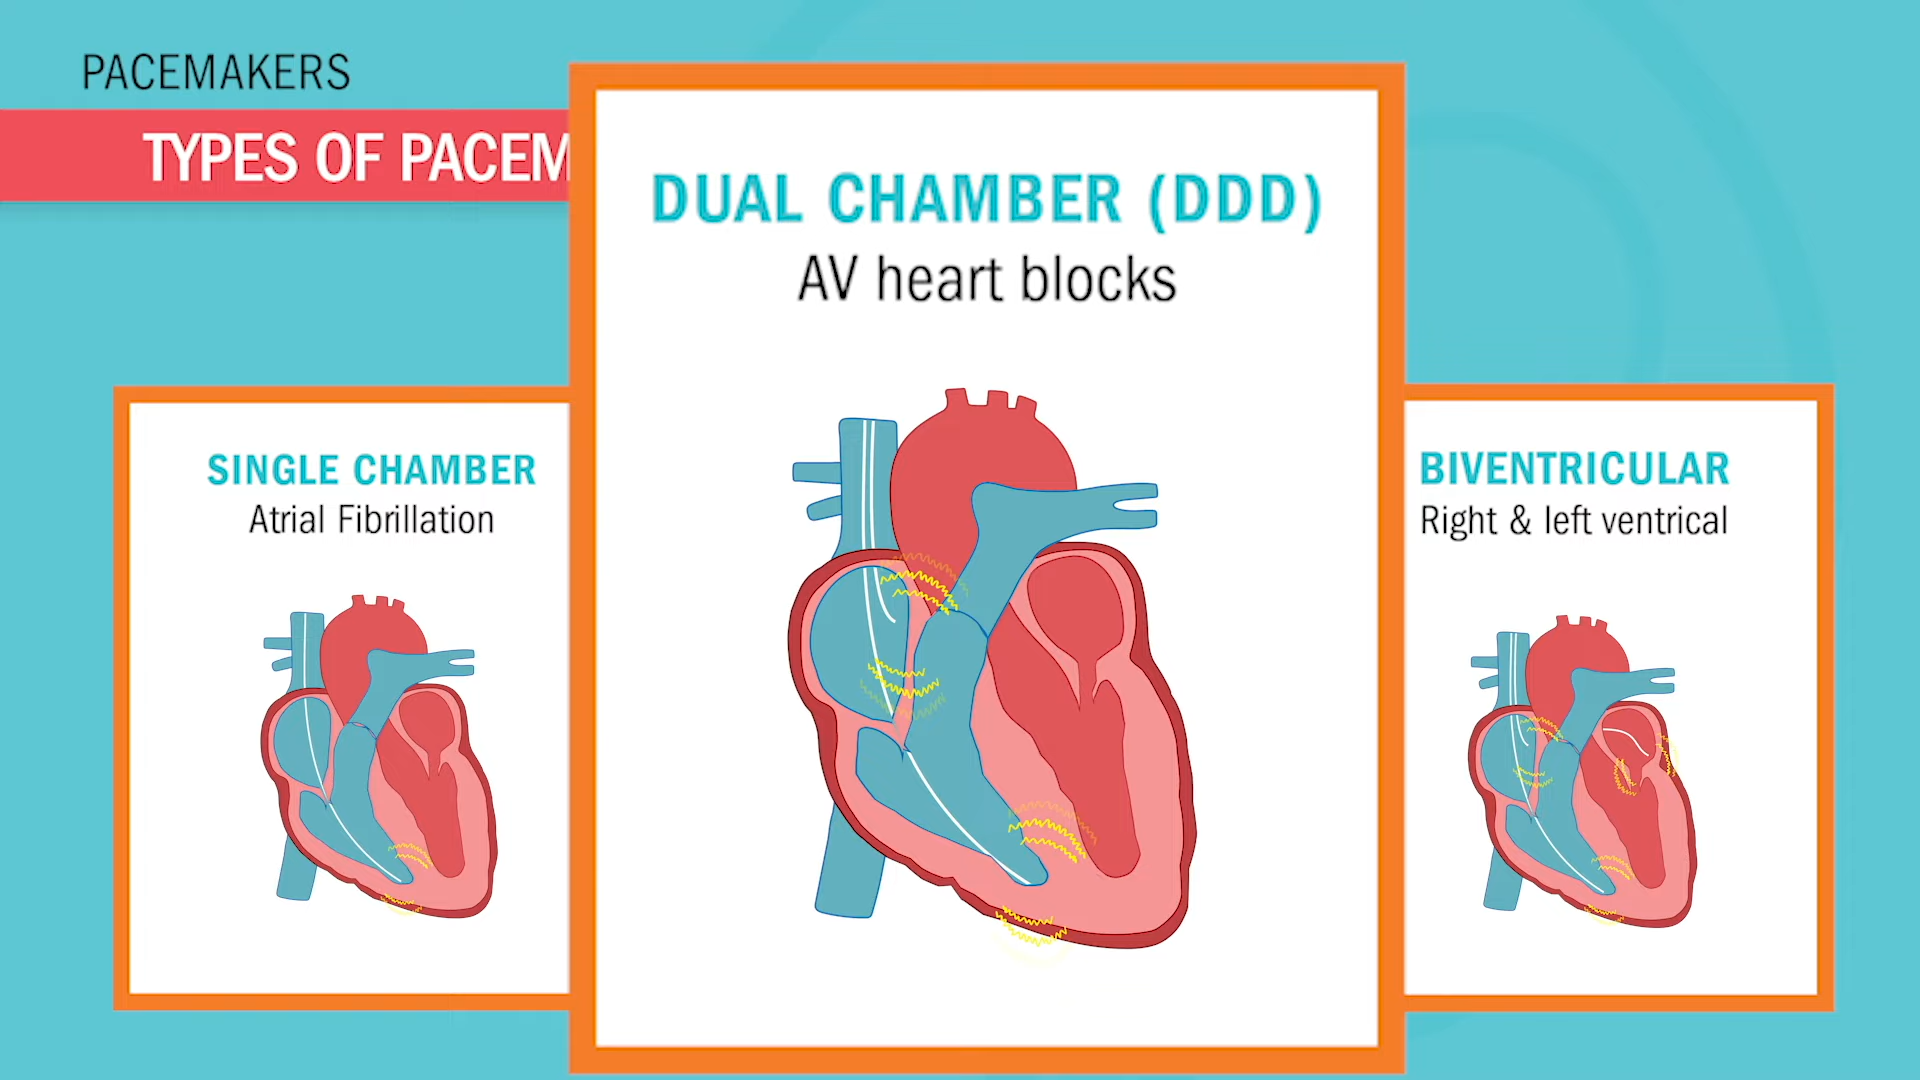 PACEMAKERS
TYPES OF PACEM
DUAL CHAMBER (DDD)
AV heart blocks
SINGLE CHAMBER
Atrial Fibrillation
BIVENTRICULAR
Right & left ventrical